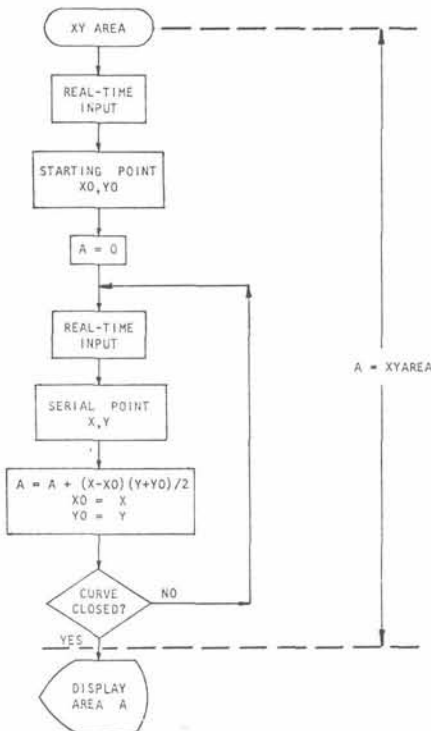 XY AREA
REAL-TIME
INPUT
STARTING POINT
X0,Y0
A = 0
REAL-TIME
INPUT
SERIAL POINT
X,Y
A = A + (X-X0)(Y+Y0)/2
X0 = X
Y0 = Y
CURVE
CLOSED?
NO
YES
DISPLAY
AREA A
A = XYAREA